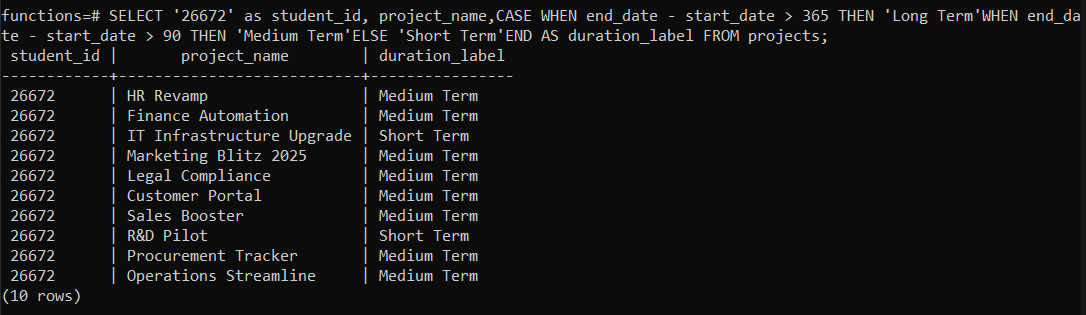 functions=# SELECT '26672' as student_id, project_name,CASE WHEN end_date - start_date > 365 THEN 'Long Term'WHEN end_da
te - start_date > 90 THEN 'Medium Term'ELSE 'Short Term'END AS duration_label FROM projects;
 student_id |       project_name        | duration_label
------------+---------------------------+----------------
 26672      | HR Revamp                 | Medium Term
 26672      | Finance Automation        | Medium Term
 26672      | IT Infrastructure Upgrade | Short Term
 26672      | Marketing Blitz 2025      | Medium Term
 26672      | Legal Compliance          | Medium Term
 26672      | Customer Portal           | Medium Term
 26672      | Sales Booster             | Medium Term
 26672      | R&D Pilot                 | Short Term
 26672      | Procurement Tracker       | Medium Term
 26672      | Operations Streamline     | Medium Term
(10 rows)